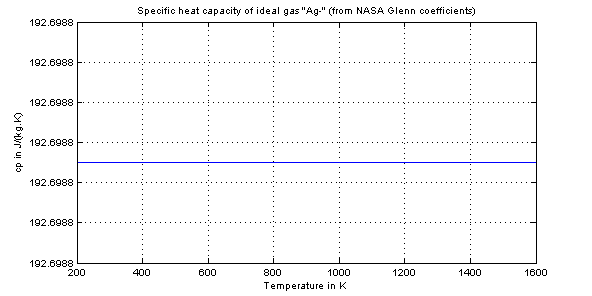 Specific heat capacity of ideal gas "Ag-" (from NASA Glenn coefficients)
192.6988
192.6988
192.6988
192.6988
192.6988
192.6988
192.6988
cp in J/(kg.K)
200 400 600 800 1000 1200 1400 1600
Temperature in K